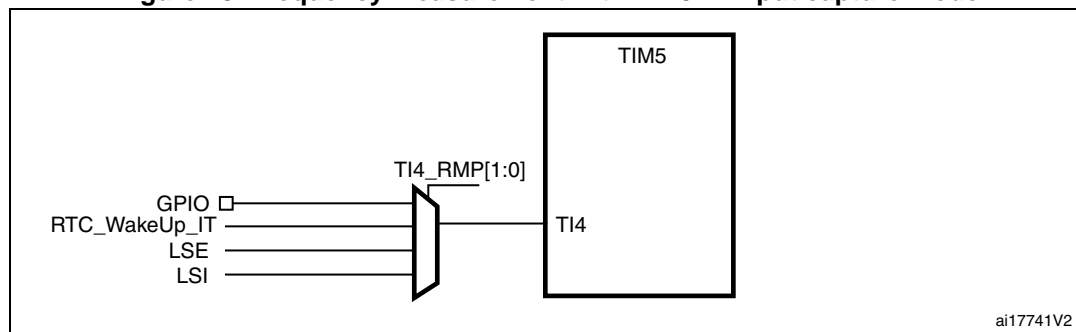 TIM5
TI4_RMP[1:0]
GPIO
RTC_WakeUp_IT
TI4
LSE
LSI
ai17741V2